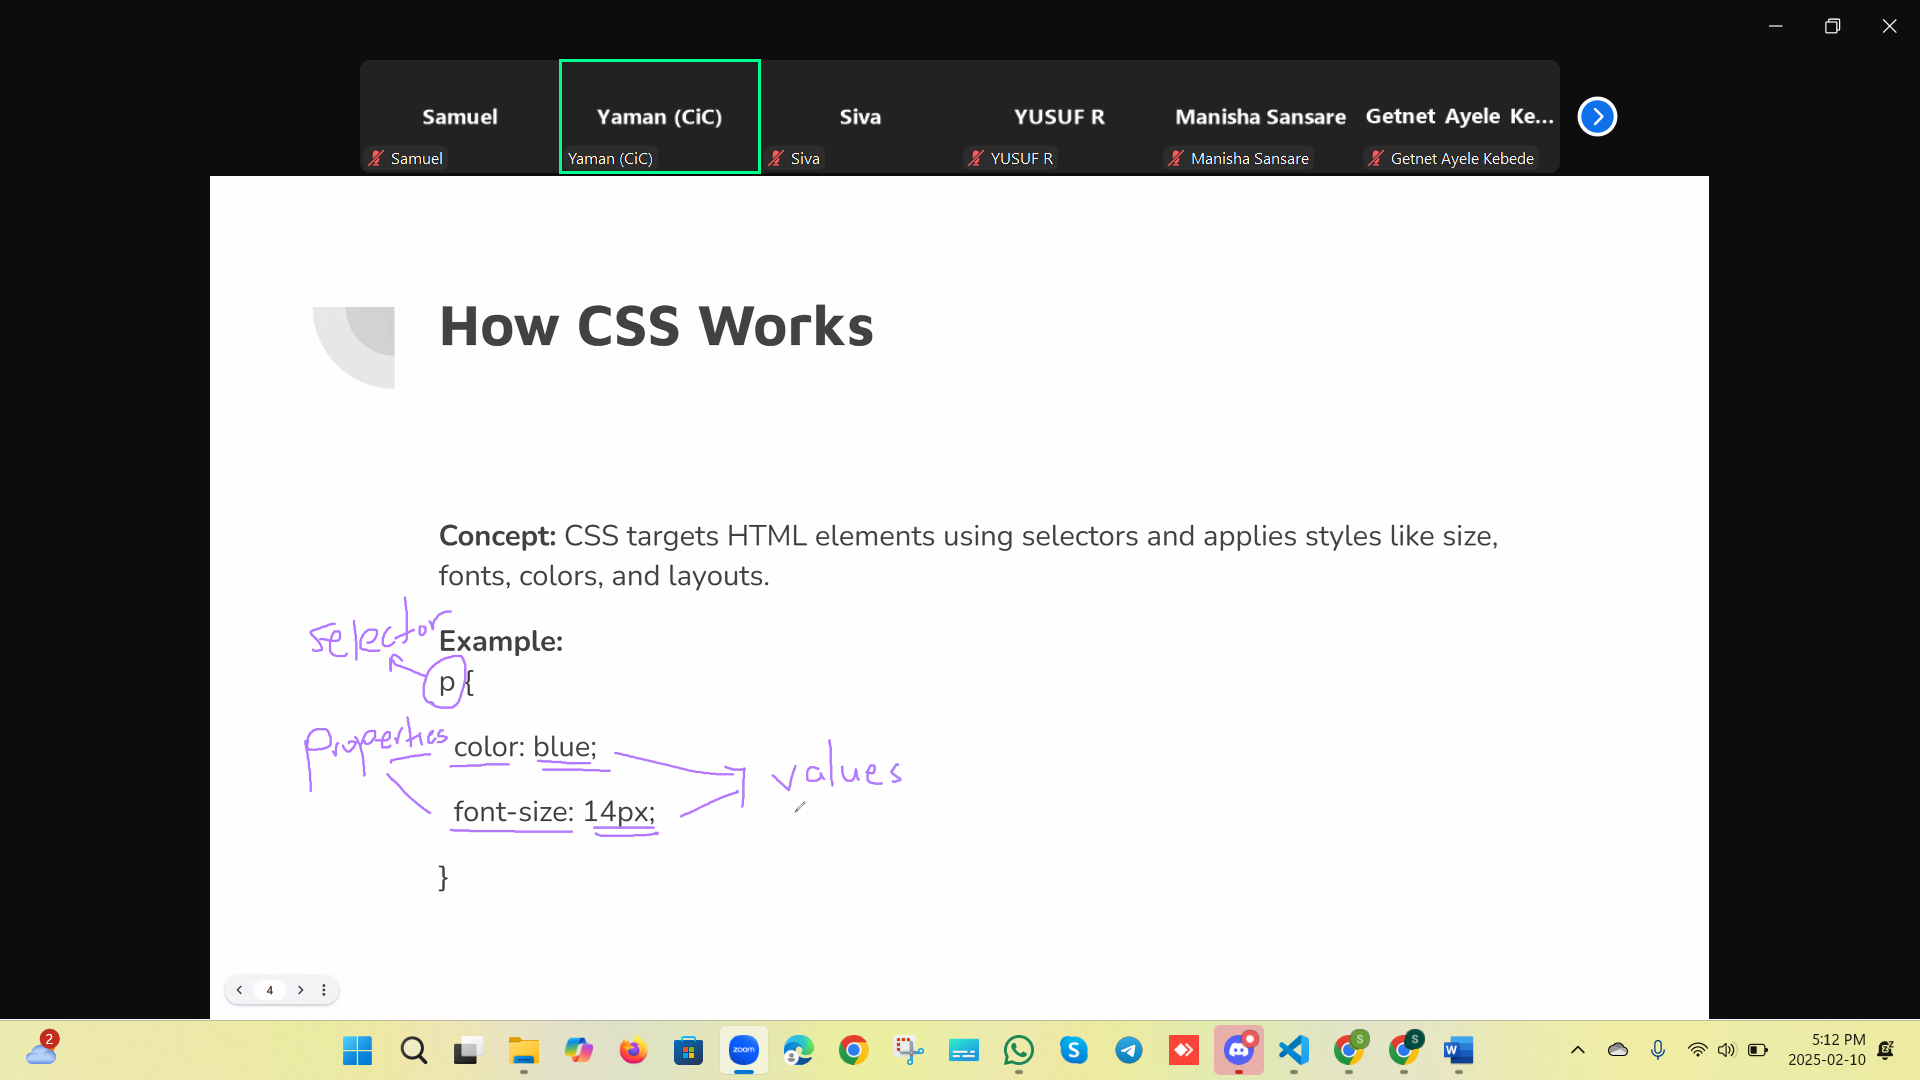 Samuel
Yaman (CiC)
Siva
YUSUF R
Manisha Sansare
Getnet Ayele Ke...
Samuel
Yaman (CiC)
Siva
YUSUF R
Manisha Sansare
Getnet Ayele Kebede
How CSS Works
Concept: CSS targets HTML elements using selectors and applies styles like size,
fonts, colors, and layouts.
selector
Example:
p {
Properties
color: blue;
values
font-size: 14px;
}
4
2
zoom
S
S
W
5:12 PM
2025-02-10